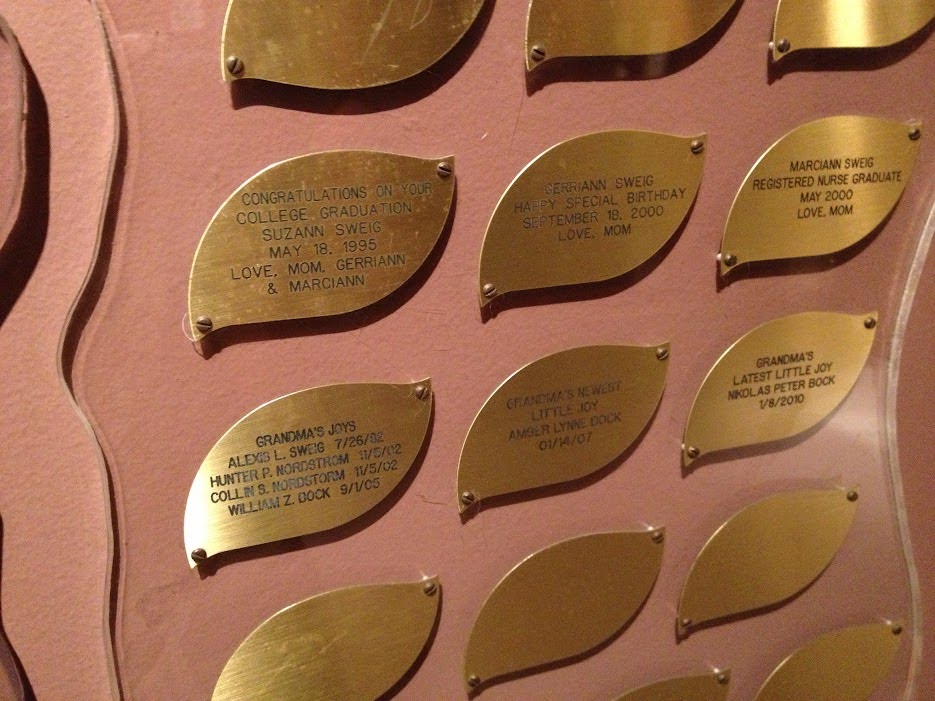 CONGRATULATIONS ON YOUR
COLLEGE GRADUATION
SUZANN SWEIG
MAY 18, 1995
LOVE, MOM, GERRIANN
& MARCIANN
GERRIANN SWEIG
HAPPY SPECIAL BIRTHDAY
SEPTEMBER 18, 2000
LOVE, MOM
MARCIANN SWEIG
REGISTERED NURSE GRADUATE
MAY 2000
LOVE, MOM
GRANDMA'S JOYS
ALEXIS L. SWEIG 7/26/92
HUNTER P. NORDSTROM 11/5/02
COLLIN S. NORDSTORM 11/5/02
WILLIAM Z. BOCK 9/1/05
GRANDMA'S NEWEST
LITTLE JOY
AMBER LYNNE BOCK
01/14/07
GRANDMA'S
LATEST LITTLE JOY
NIKOLAS PETER BOCK
1/8/2010